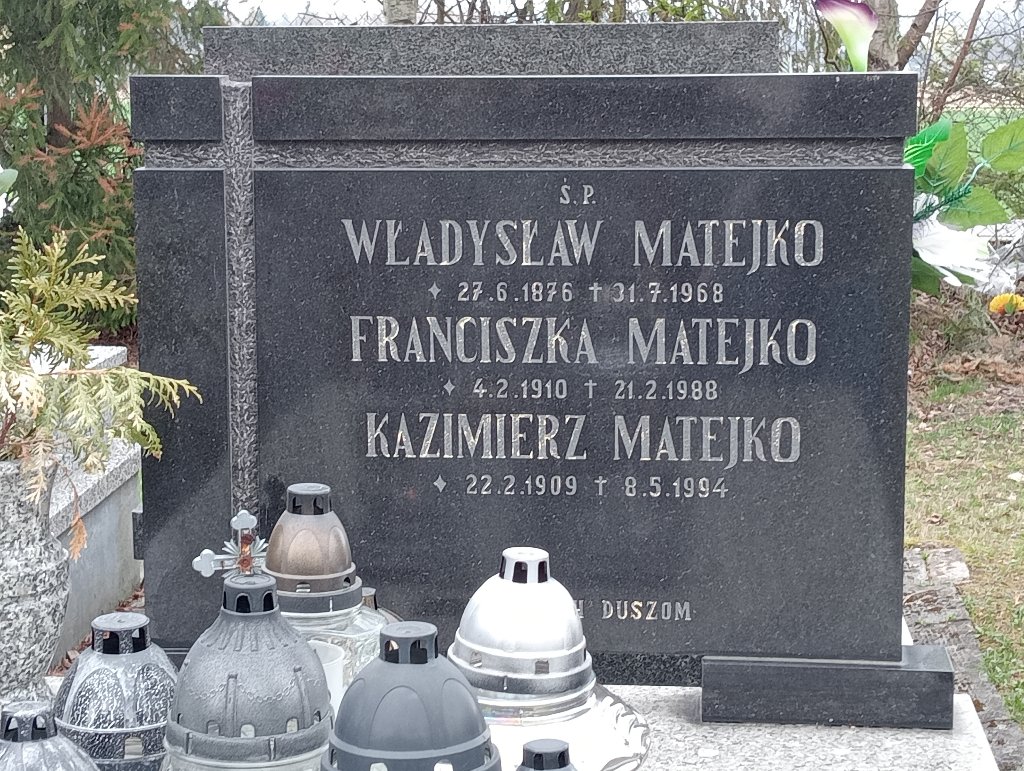 Ś. P.
WŁADYSŁAW MATEJKO
27.6.1876 † 31.7.1968
FRANCISZKA MATEJKO
4.2.1910 † 21.2.1988
KAZIMIERZ MATEJKO
22.2.1909 † 8.5.1994
DUSZOM